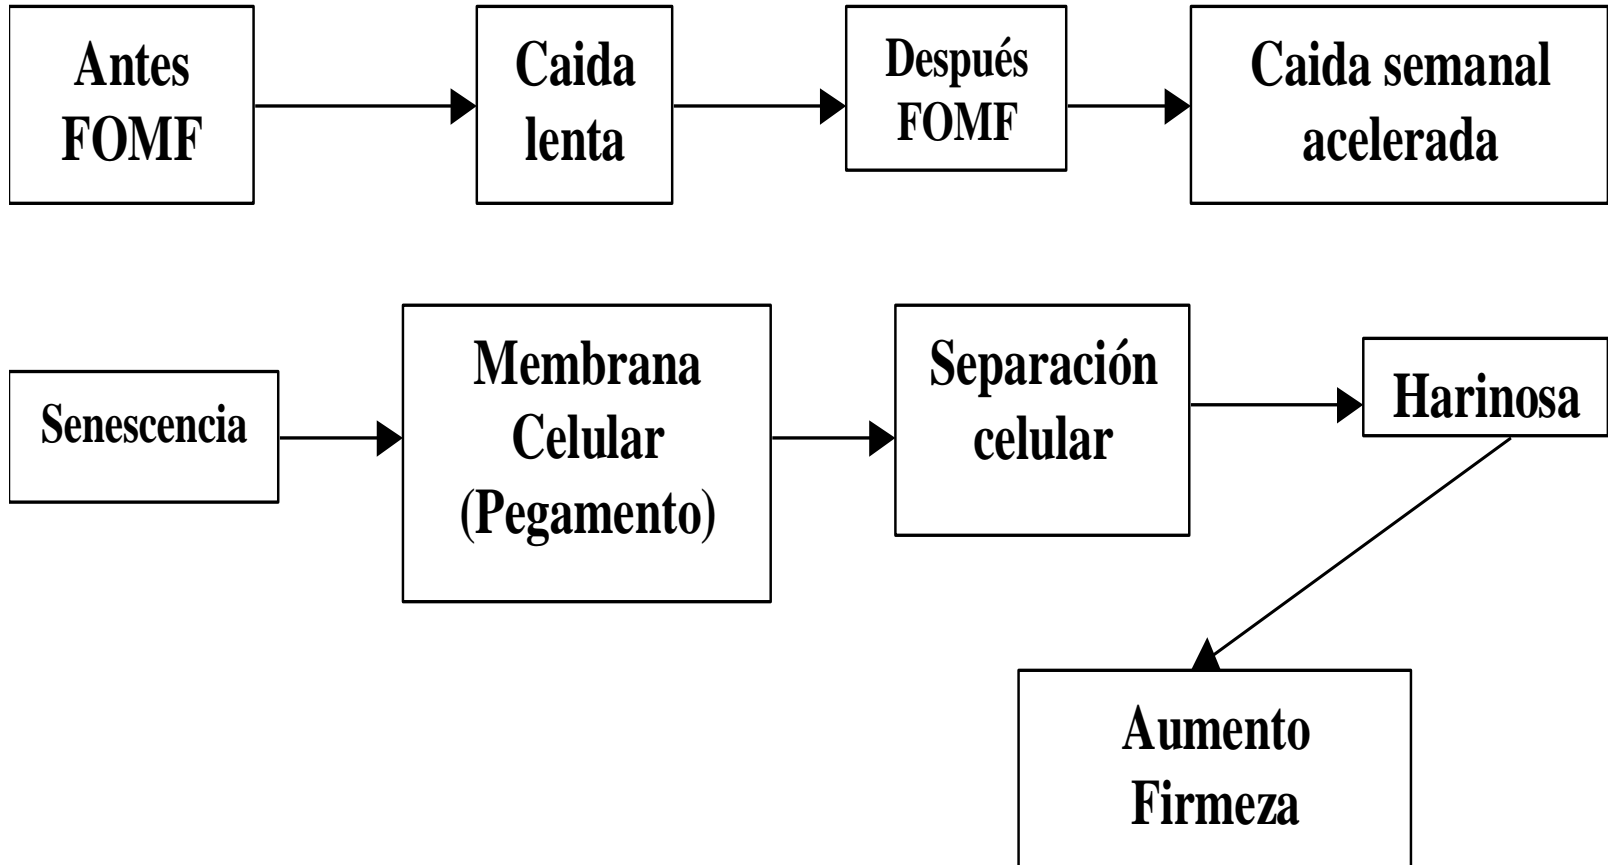 Antes
FOMF
Caida
lenta
Después
FOMF
Caida semanal
acelerada
Senescencia
Membrana
Celular
(Pegamento)
Separación
celular
Harinosa
Aumento
Firmeza